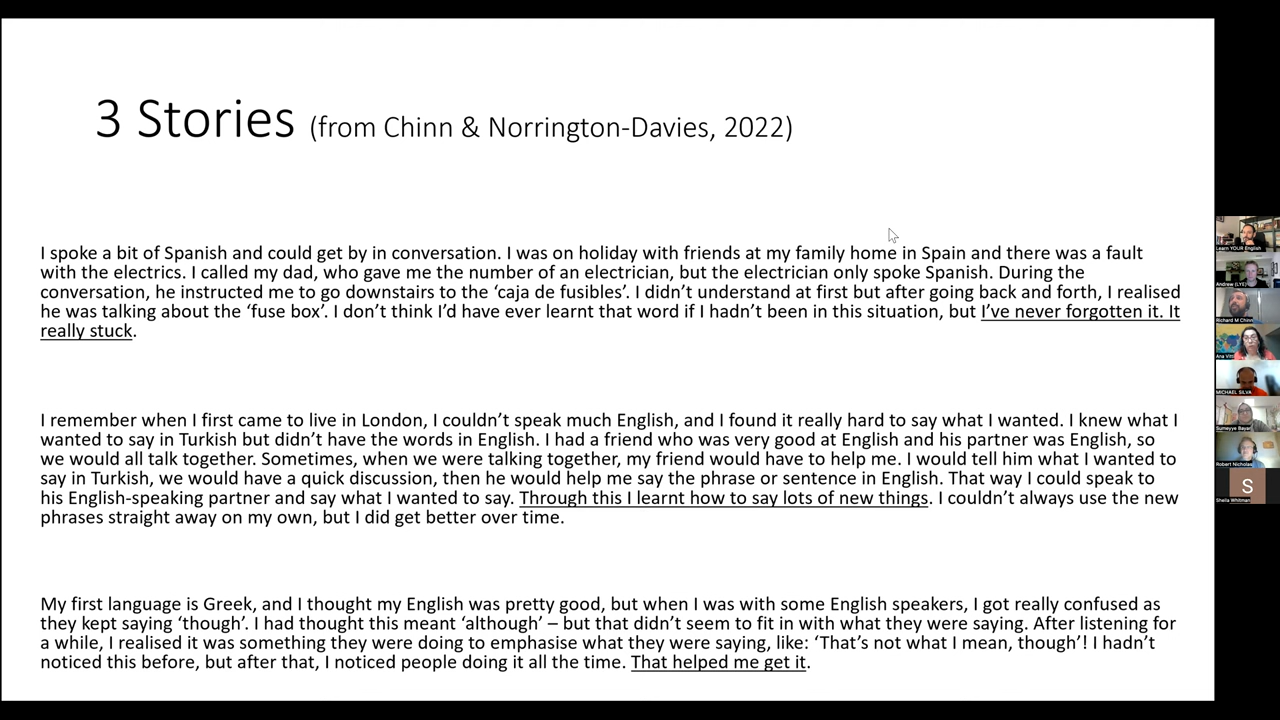 3 Stories (from Chinn & Norrington-Davies, 2022)
I spoke a bit of Spanish and could get by in conversation. I was on holiday with friends at my family home in Spain and there was a fault
with the electrics. I called my dad, who gave me the number of an electrician, but the electrician only spoke Spanish. During the
conversation, he instructed me to go downstairs to the ‘caja de fusibles’. I didn’t understand at first but after going back and forth, I realised
he was talking about the ‘fuse box’. I don’t think I’d have ever learnt that word if I hadn’t been in this situation, but I’ve never forgotten it. It
really stuck.
I remember when I first came to live in London, I couldn’t speak much English, and I found it really hard to say what I wanted. I knew what I
wanted to say in Turkish but didn’t have the words in English. I had a friend who was very good at English and his partner was English, so
we would all talk together. Sometimes, when we were talking together, my friend would have to help me. I would tell him what I wanted to
say in Turkish, we would have a quick discussion, then he would help me say the phrase or sentence in English. That way I could speak to
his English-speaking partner and say what I wanted to say. Through this I learnt how to say lots of new things. I couldn’t always use the new
phrases straight away on my own, but I did get better over time.
My first language is Greek, and I thought my English was pretty good, but when I was with some English speakers, I got really confused as
they kept saying ‘though’. I had thought this meant ‘although’ – but that didn’t seem to fit in with what they were saying. After listening for
a while, I realised it was something they were doing to emphasise what they were saying, like: ‘That’s not what I mean, though’! I hadn’t
noticed this before, but after that, I noticed people doing it all the time. That helped me get it.
Learn YOUR English
Andrew (LYE)
Richard M Chinn
Ana Vitt
MICHAEL SILVA
Sumeyye Bayar
Robert Nicholas
S
Sheila Whitman